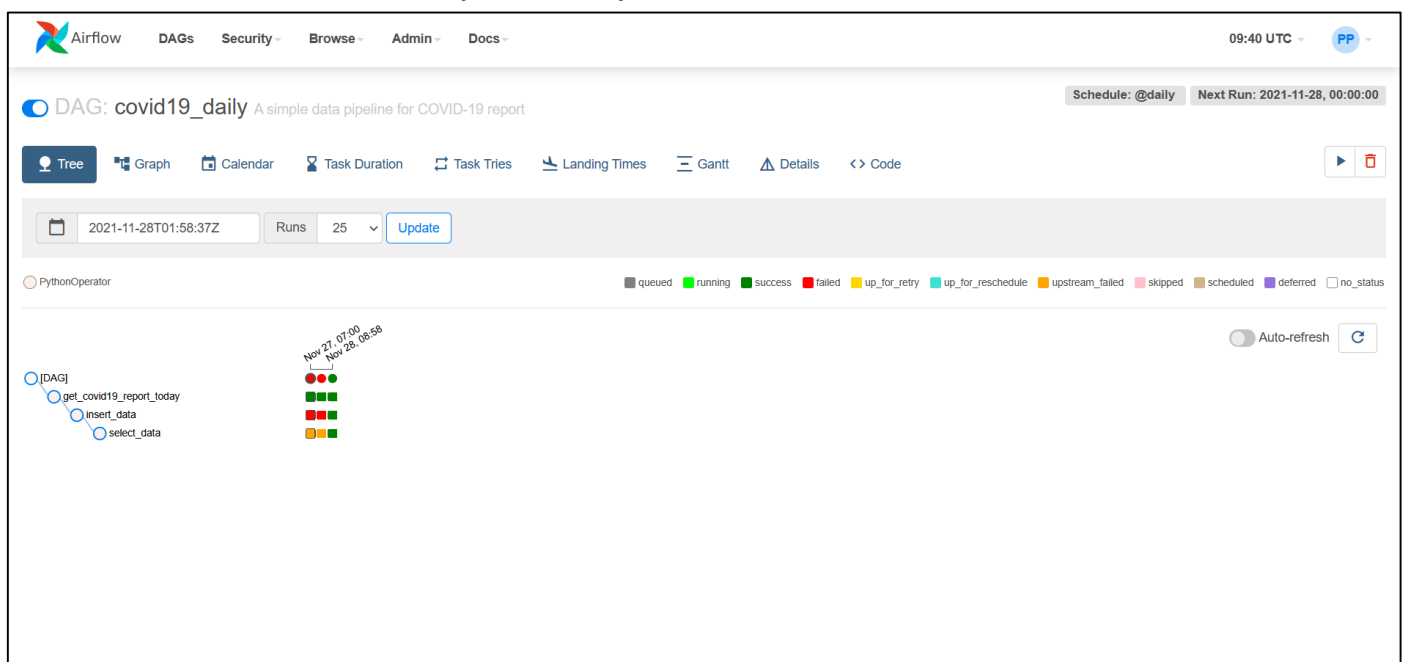 Airflow DAGs Security Browse Admin Docs 09:40 UTC PP
DAG: covid19_daily A simple data pipeline for COVID-19 report Schedule: @daily Next Run: 2021-11-28, 00:00:00
Tree Graph Calendar Task Duration Task Tries Landing Times Gantt Details <> Code
2021-11-28T01:58:37Z Runs 25 Update
PythonOperator queued running success failed up_for_retry up_for_reschedule upstream_failed skipped scheduled deferred no_status
Auto-refresh
Nov 27, 07:00
Nov 28, 08:58
[DAG]
get_covid19_report_today
insert_data
select_data